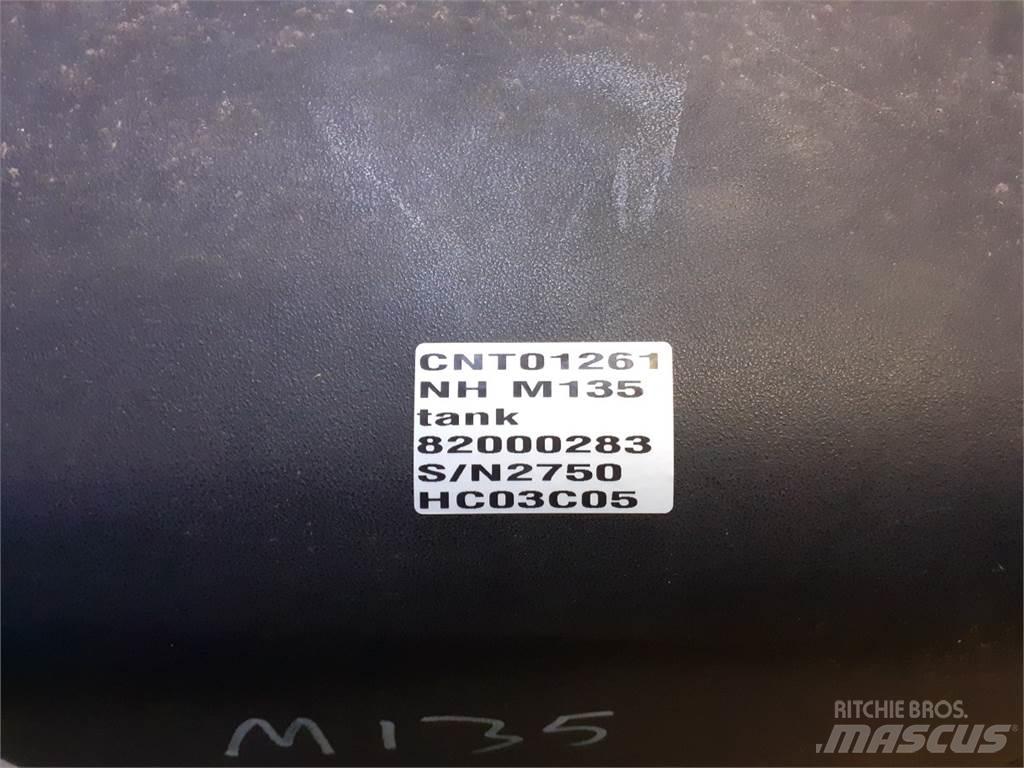 CNT01261
NH M135
tank
82000283
S/N2750
HC03C05
M135
RITCHIE BROS.
MASCUS